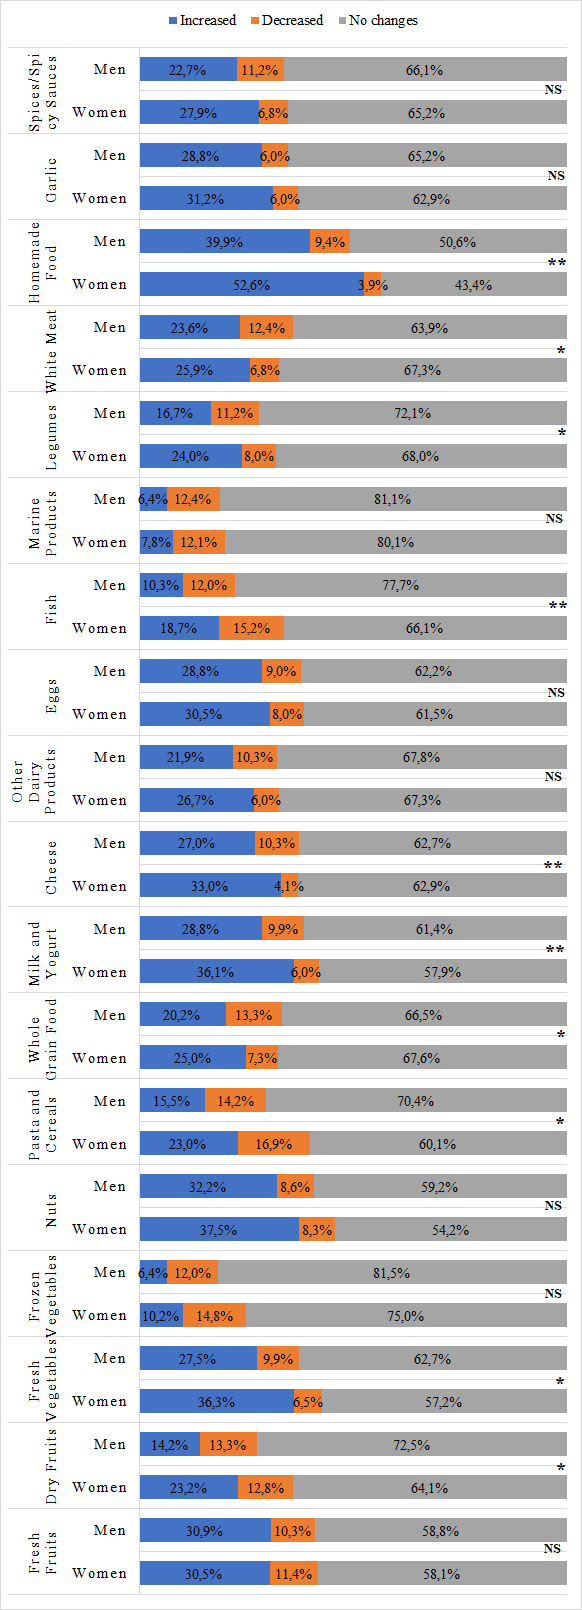 Increased Decreased No changes
Spices/Spi
cy Sauces
Men 22,7% 11,2% 66,1%
NS
Women 27,9% 6,8% 65,2%
Garlic
Men 28,8% 6,0% 65,2%
NS
Women 31,2% 6,0% 62,9%
Homemade
Food
Men 39,9% 9,4% 50,6%
**
Women 52,6% 3,9% 43,4%
White Meat
Men 23,6% 12,4% 63,9%
*
Women 25,9% 6,8% 67,3%
Legumes
Men 16,7% 11,2% 72,1%
*
Women 24,0% 8,0% 68,0%
Marine
Products
Men 6,4% 12,4% 81,1%
NS
Women 7,8% 12,1% 80,1%
Fish
Men 10,3% 12,0% 77,7%
**
Women 18,7% 15,2% 66,1%
Eggs
Men 28,8% 9,0% 62,2%
NS
Women 30,5% 8,0% 61,5%
Other
Dairy
Products
Men 21,9% 10,3% 67,8%
NS
Women 26,7% 6,0% 67,3%
Cheese
Men 27,0% 10,3% 62,7%
**
Women 33,0% 4,1% 62,9%
Milk and
Yogurt
Men 28,8% 9,9% 61,4%
**
Women 36,1% 6,0% 57,9%
Whole
Grain Food
Men 20,2% 13,3% 66,5%
*
Women 25,0% 7,3% 67,6%
Pasta and
Cereals
Men 15,5% 14,2% 70,4%
*
Women 23,0% 16,9% 60,1%
Nuts
Men 32,2% 8,6% 59,2%
NS
Women 37,5% 8,3% 54,2%
Frozen
Vegetables
Men 6,4% 12,0% 81,5%
NS
Women 10,2% 14,8% 75,0%
Fresh
Vegetables
Men 27,5% 9,9% 62,7%
*
Women 36,3% 6,5% 57,2%
Dry Fruits
Men 14,2% 13,3% 72,5%
*
Women 23,2% 12,8% 64,1%
Fresh
Fruits
Men 30,9% 10,3% 58,8%
NS
Women 30,5% 11,4% 58,1%